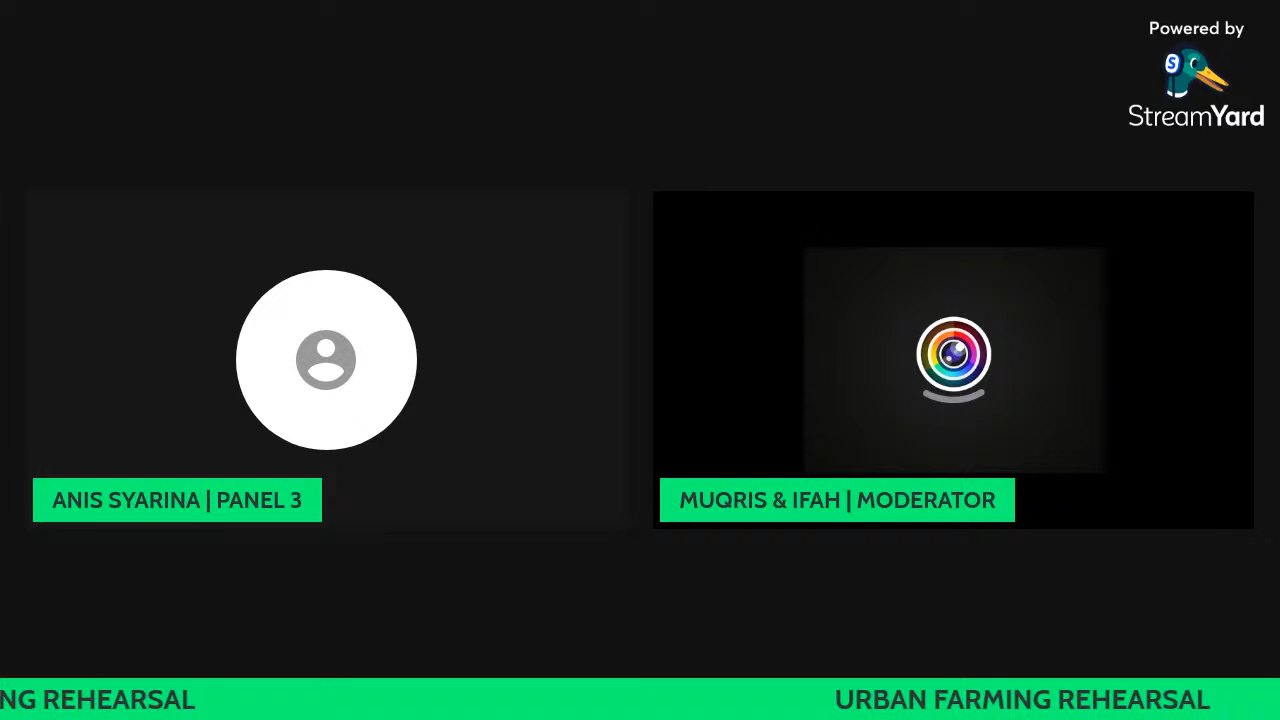 Powered by
S
StreamYard
ANIS SYARINA | PANEL 3
MUQRIS & IFAH | MODERATOR
NG REHEARSAL
URBAN FARMING REHEARSAL